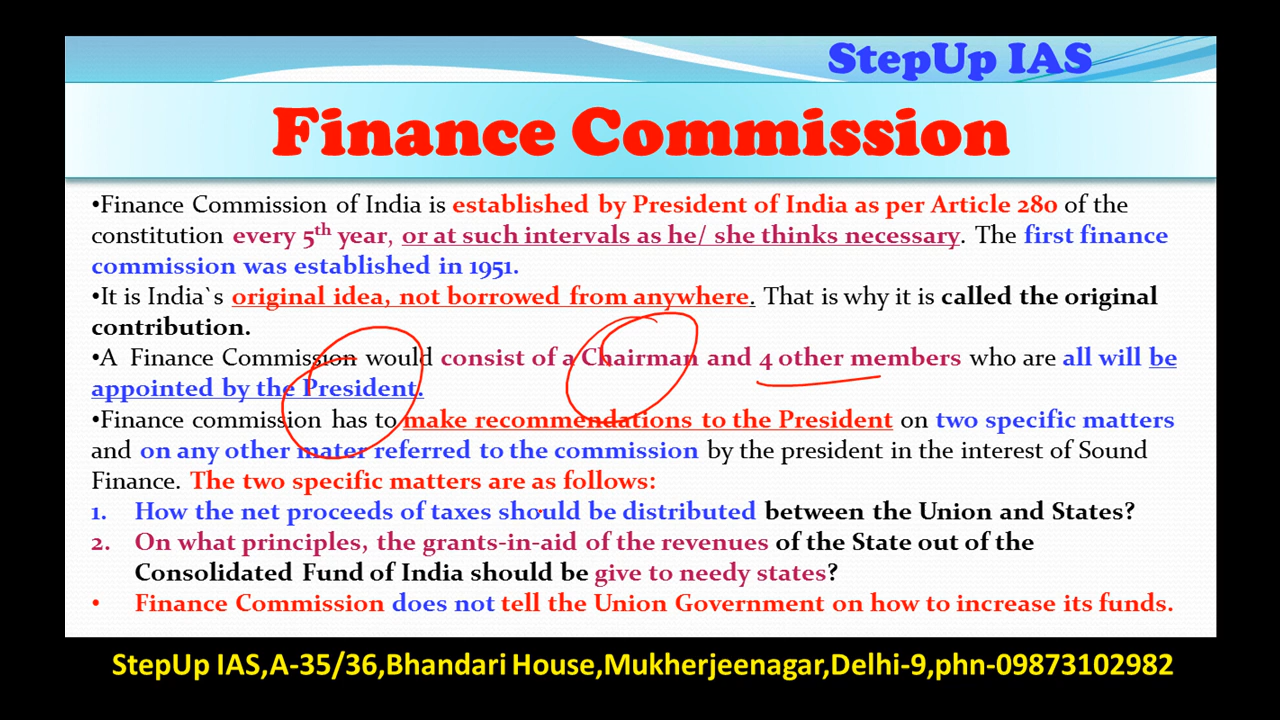 StepUp IAS
Finance Commission
•Finance Commission of India is established by President of India as per Article 280 of the
constitution every 5th year, or at such intervals as he/ she thinks necessary. The first finance
commission was established in 1951.
•It is India`s original idea, not borrowed from anywhere. That is why it is called the original
contribution.
•A Finance Commission would consist of a Chairman and 4 other members who are all will be
appointed by the President.
•Finance commission has to make recommendations to the President on two specific matters
and on any other mater referred to the commission by the president in the interest of Sound
Finance. The two specific matters are as follows:
1. How the net proceeds of taxes should be distributed between the Union and States?
2. On what principles, the grants-in-aid of the revenues of the State out of the
Consolidated Fund of India should be give to needy states?
• Finance Commission does not tell the Union Government on how to increase its funds.
StepUp IAS,A-35/36,Bhandari House,Mukherjeenagar,Delhi-9,phn-09873102982